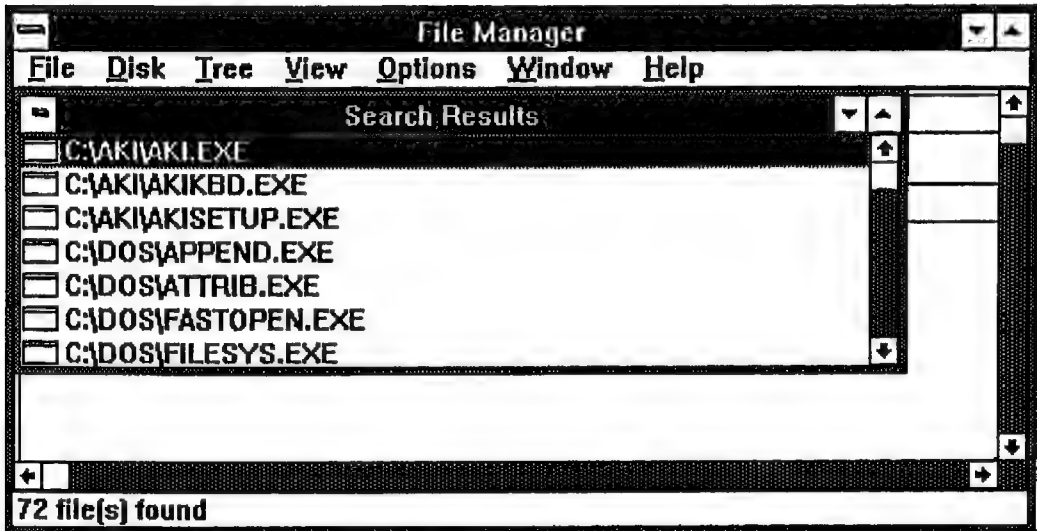 File Manager
File Disk Tree View Options Window Help
Search Results
C:\AKI\AKI.EXE
C:\AKI\AKIKBD.EXE
C:\AKI\AKISETUP.EXE
C:\DOS\APPEND.EXE
C:\DOS\ATTRIB.EXE
C:\DOS\FASTOPEN.EXE
C:\DOS\FILESYS.EXE
72 file(s) found